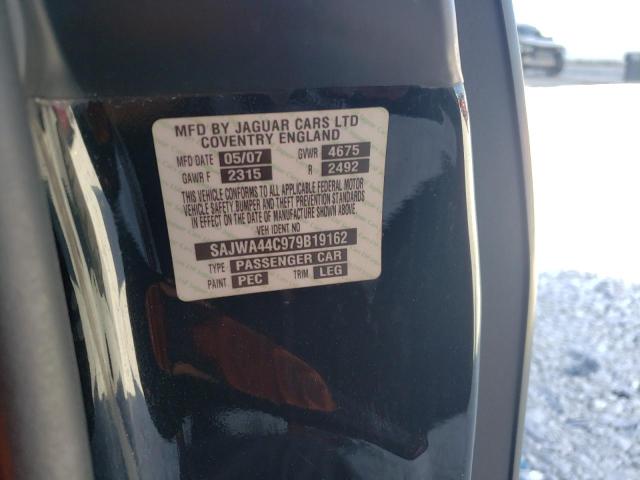 MFD BY JAGUAR CARS LTD
COVENTRY ENGLAND
MFD DATE 05/07 GVWR 4675
GAWR F 2315 R 2492
THIS VEHICLE CONFORMS TO ALL APPLICABLE FEDERAL MOTOR
VEHICLE SAFETY BUMPER AND THEFT PREVENTION STANDARDS
IN EFFECT ON THE DATE OF MANUFACTURE SHOWN ABOVE.
VEH IDENT NO
SAJWA44C979B19162
TYPE PASSENGER CAR
PAINT PEC TRIM LEG